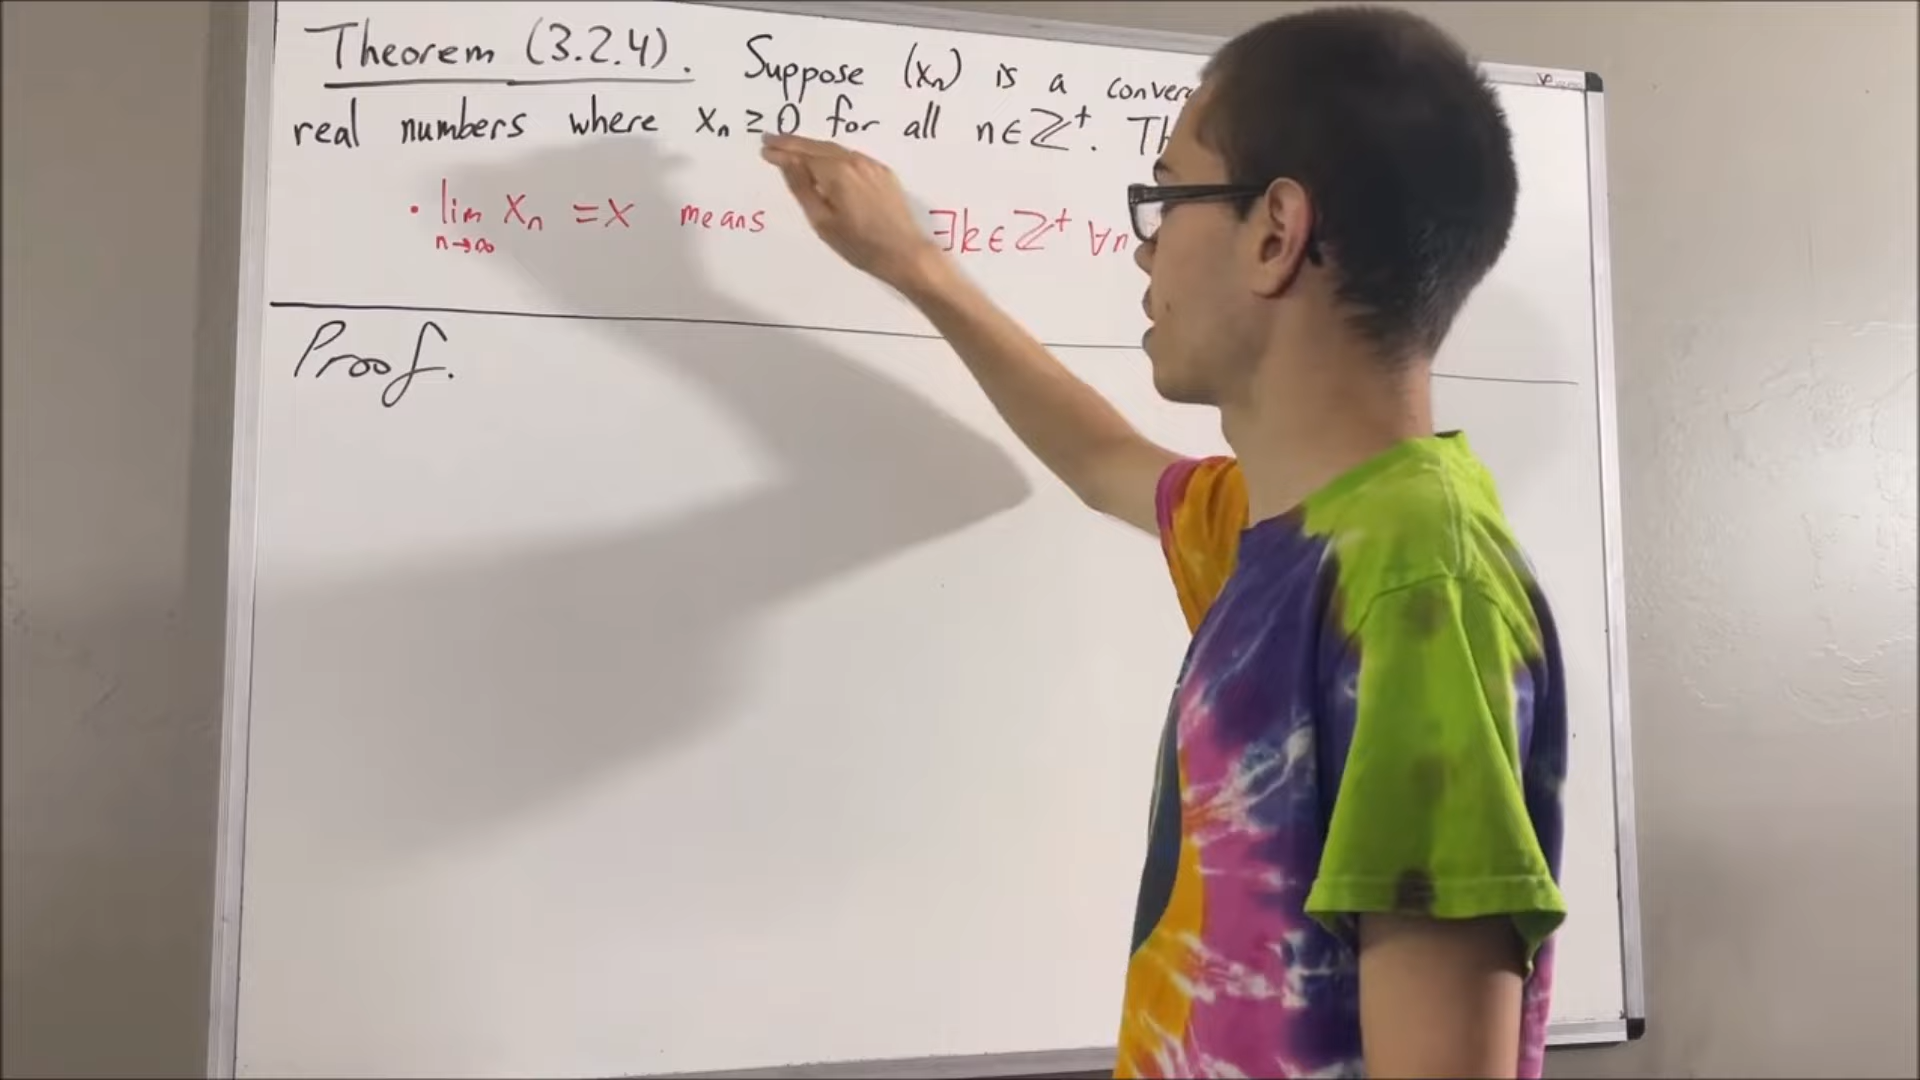 Theorem (3.2.4). Suppose (xₙ) is a conver
real numbers where xₙ ≥ 0 for all n∈ℤ⁺. Th
• lim xₙ = x means ∃k∈ℤ⁺ ∀n
n→∞
Proof.